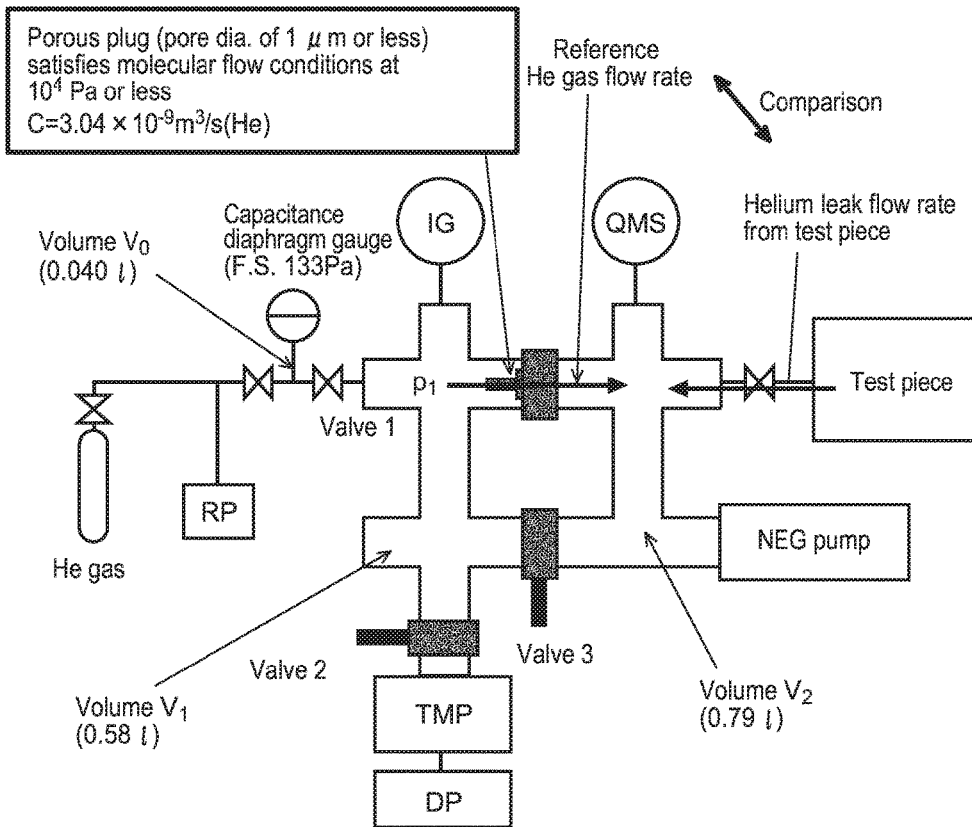 Porous plug (pore dia. of 1 μm or less)
satisfies molecular flow conditions at
10⁴ Pa or less
C=3.04×10⁻⁹m³/s(He)
Reference
He gas flow rate
Comparison
Volume V₀
(0.040 l)
Capacitance
diaphragm gauge
(F.S. 133Pa)
IG
QMS
Helium leak flow rate
from test piece
p₁
Test piece
Valve 1
RP
He gas
NEG pump
Valve 2
Valve 3
Volume V₁
(0.58 l)
TMP
Volume V₂
(0.79 l)
DP